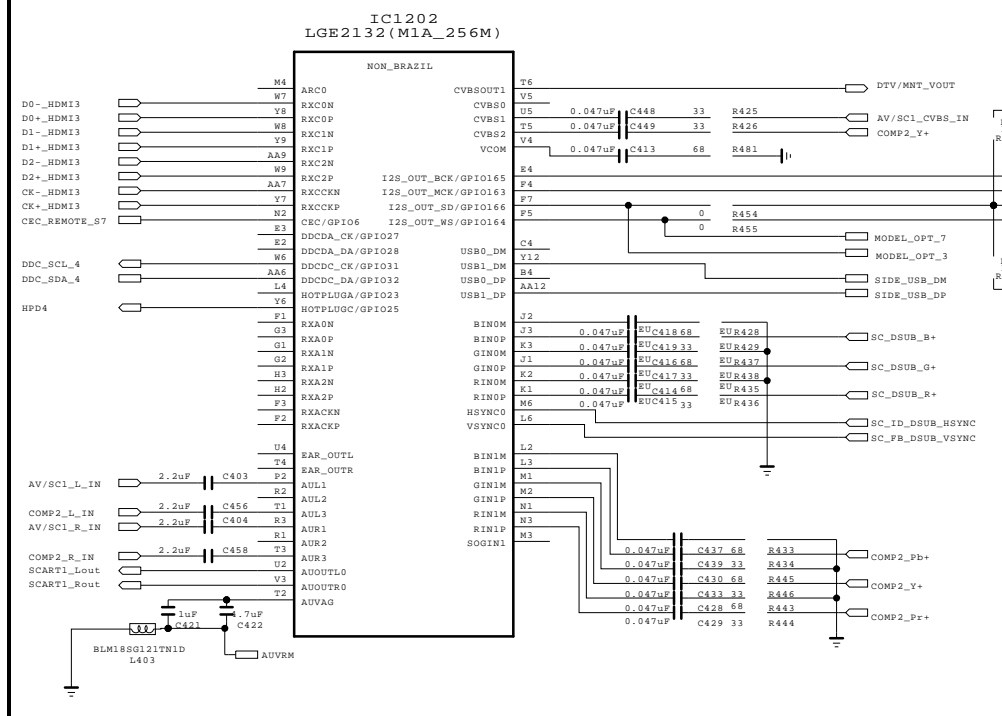 IC1202
LGE2132(M1A_256M)
NON_BRAZIL
M4 ARC0 CVBSOUT1 T6 DTV/MNT_VOUT
D0-_HDMI3 W7 RXC0N CVBS0 V5
D0+_HDMI3 Y8 RXC0P CVBS1 U5 0.047uF C448 33 R425 AV/SC1_CVBS_IN
D1-_HDMI3 W8 RXC1N CVBS2 T5 0.047uF C449 33 R426 COMP2_Y+
D1+_HDMI3 Y9 RXC1P VCOM V4 0.047uF C413 68 R481
D2-_HDMI3 AA9 RXC2N
D2+_HDMI3 W9 RXC2P I2S_OUT_BCK/GPIO165 E4
CK-_HDMI3 AA7 RXCCKN I2S_OUT_MCK/GPIO163 F4
CK+_HDMI3 Y7 RXCCKP I2S_OUT_SD/GPIO166 F7
CEC_REMOTE_S7 N2 CEC/GPIO6 I2S_OUT_WS/GPIO164 F5 0 R454
E3 DDCDA_CK/GPIO27 0 R455
MODEL_OPT_7
E2 DDCDA_DA/GPIO28 USB0_DM C4
MODEL_OPT_3
DDC_SCL_4 W6 DDCDC_CK/GPIO31 USB1_DM Y12
DDC_SDA_4 AA6 DDCDC_DA/GPIO32 USB0_DP B4 SIDE_USB_DM
L4 HOTPLUGA/GPIO23 USB1_DP AA12 SIDE_USB_DP
HPD4 Y6 HOTPLUGC/GPIO25
F1 RXA0N BIN0M J2
G3 RXA0P BIN0P J3 0.047uF EU C418 68 EU R428 SC_DSUB_B+
G1 RXA1N GIN0M K3 0.047uF EU C419 33 EU R429
G2 RXA1P GIN0P J1 0.047uF EU C416 68 EU R437 SC_DSUB_G+
H3 RXA2N RIN0M K2 0.047uF EU C417 33 EU R438
H2 RXA2P RIN0P K1 0.047uF EU C414 68 EU R435 SC_DSUB_R+
F3 RXACKN HSYNC0 M6 0.047uF EU C415 33 EU R436
F2 RXACKP VSYNC0 L6 SC_ID_DSUB_HSYNC
SC_FB_DSUB_VSYNC
U4 EAR_OUTL BIN1M L2
T4 EAR_OUTR BIN1P L3
AV/SC1_L_IN 2.2uF C403 P2 AUL1 GIN1M M1
R2 AUL2 GIN1P M2
COMP2_L_IN 2.2uF C456 T1 AUL3 RIN1M N1
AV/SC1_R_IN 2.2uF C404 R3 AUR1 RIN1P N3
R1 AUR2 SOGIN1 M3
COMP2_R_IN 2.2uF C458 T3 AUR3 0.047uF C437 68 R433 COMP2_Pb+
SCART1_Lout U2 AUOUTL0 0.047uF C439 33 R434
SCART1_Rout V3 AUOUTR0 0.047uF C430 68 R445 COMP2_Y+
T2 AUVAG 0.047uF C433 33 R446
1uF 4.7uF 0.047uF C428 68 R443 COMP2_Pr+
C421 C422 0.047uF C429 33 R444
BLM18SG121TN1D
L403
AUVRM
R
R